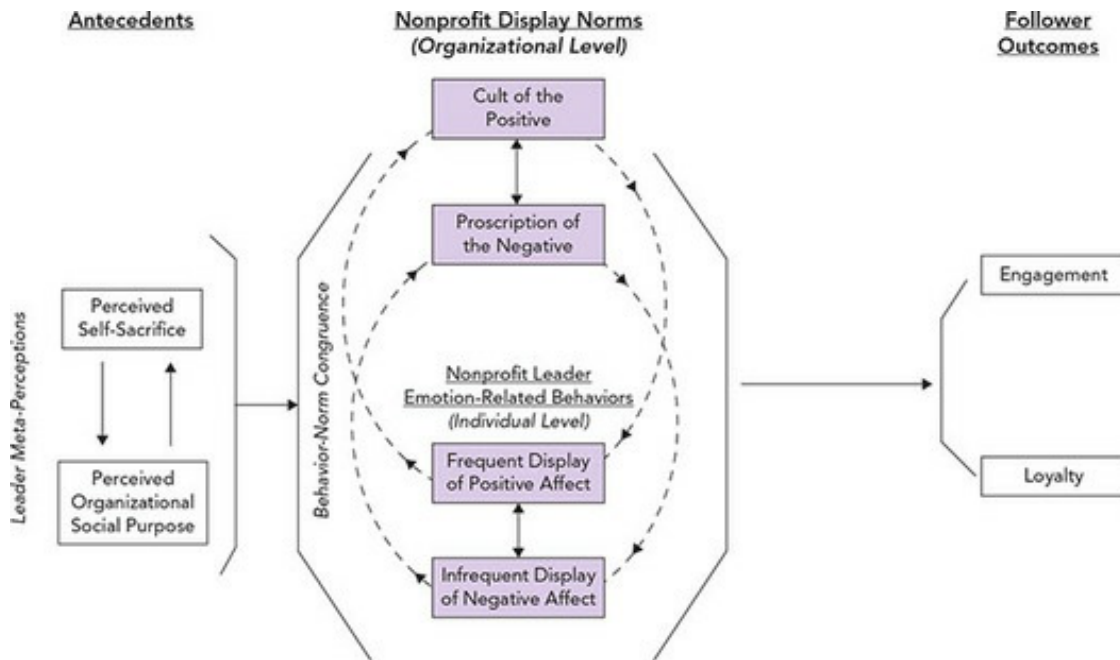 Antecedents
Nonprofit Display Norms
(Organizational Level)
Follower
Outcomes
Cult of the
Positive
Proscription of
the Negative
Leader Meta-Perceptions
Perceived
Self-Sacrifice
Perceived
Organizational
Social Purpose
Behavior-Norm Congruence
Nonprofit Leader
Emotion-Related Behaviors
(Individual Level)
Frequent Display
of Positive Affect
Infrequent Display
of Negative Affect
Engagement
Loyalty